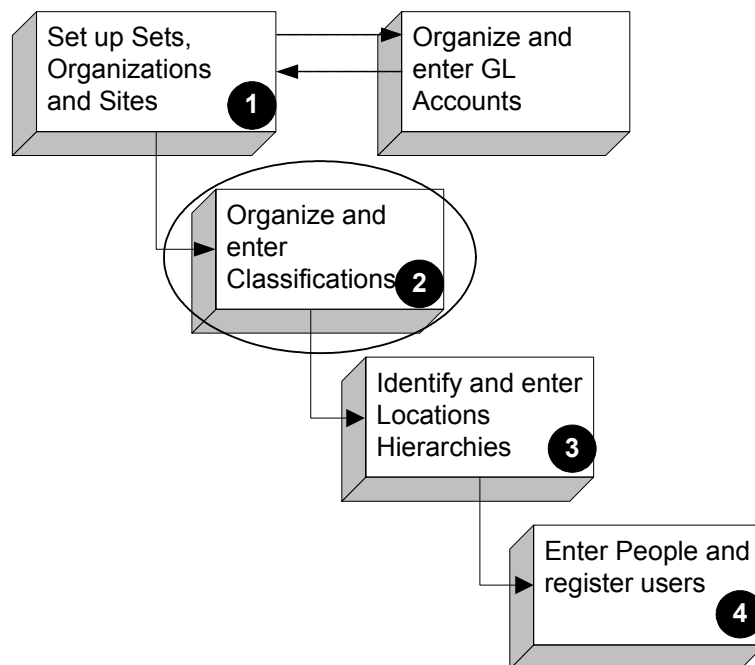 Set up Sets,
Organizations
and Sites
1
Organize and
enter GL
Accounts
Organize and
enter
Classifications
2
Identify and enter
Locations
Hierarchies
3
Enter People and
register users
4